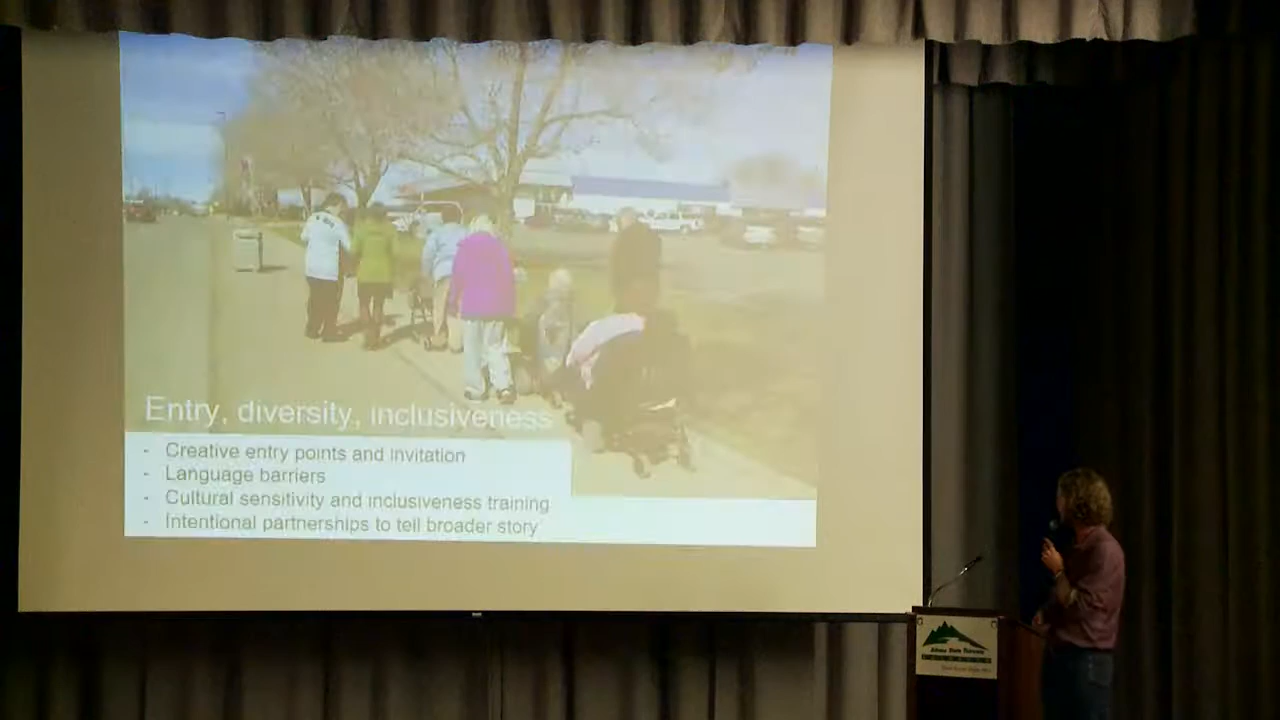 Entry, diversity, inclusiveness
- Creative entry points and invitation
- Language barriers
- Cultural sensitivity and inclusiveness training
- Intentional partnerships to tell broader story